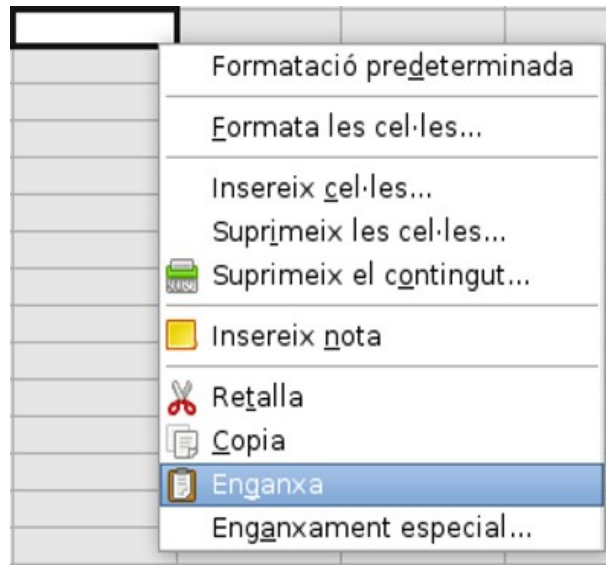 Formatació predeterminada
Formata les cel·les...
Insereix cel·les...
Suprimeix les cel·les...
Suprimeix el contingut...
Insereix nota
Retalla
Copia
Enganxa
Enganxament especial...